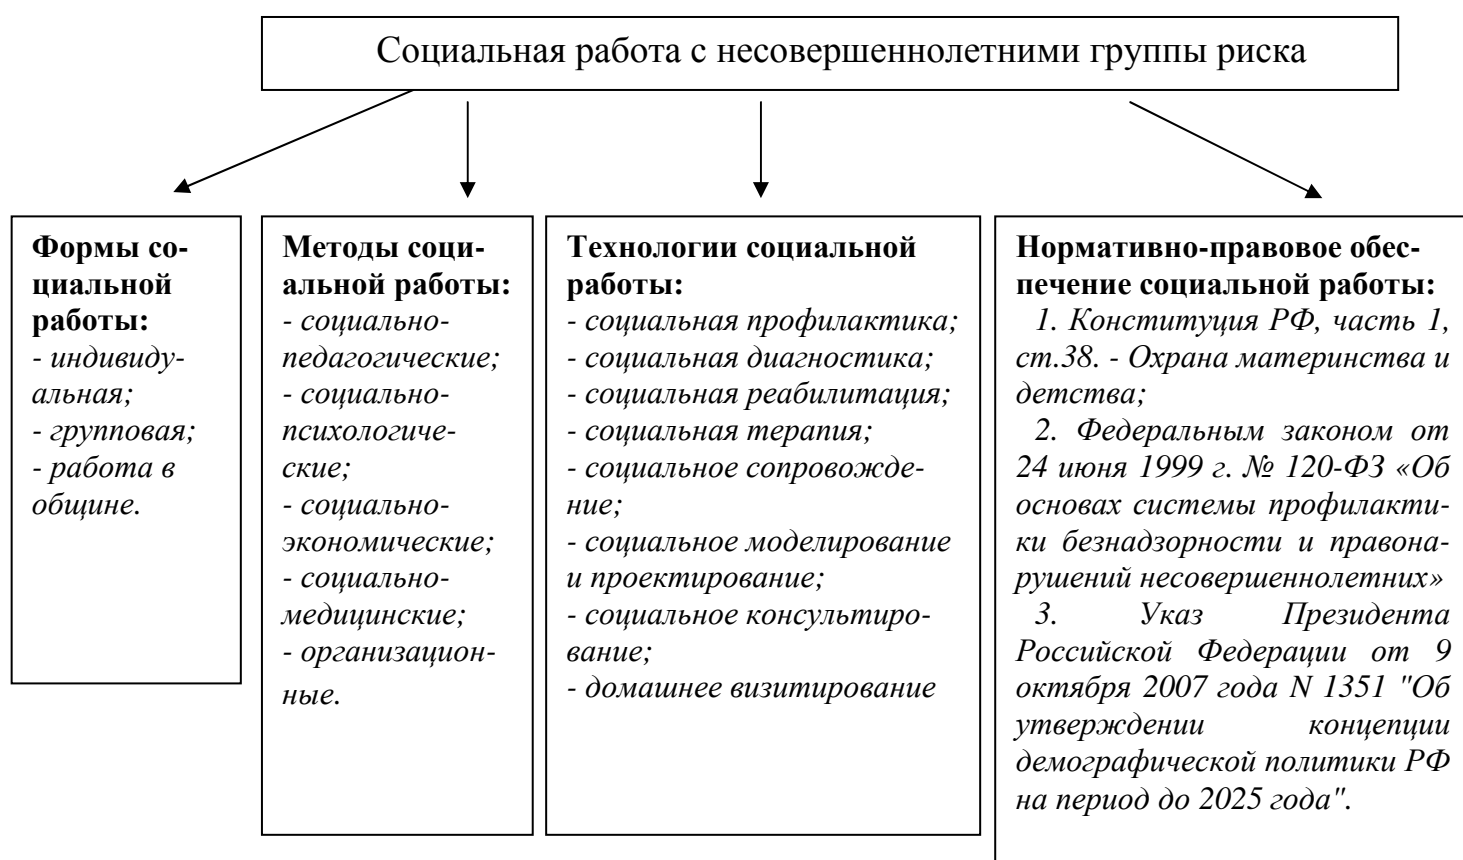 Социальная работа с несовершеннолетними группы риска
Формы со-
циальной
работы:
- индивиду-
альная;
- групповая;
- работа в
общине.
Методы соци-
альной работы:
- социально-
педагогические;
- социально-
психологиче-
ские;
- социально-
экономические;
- социально-
медицинские;
- организацион-
ные.
Технологии социальной
работы:
- социальная профилактика;
- социальная диагностика;
- социальная реабилитация;
- социальная терапия;
- социальное сопровожде-
ние;
- социальное моделирование
и проектирование;
- социальное консультиро-
вание;
- домашнее визитирование
Нормативно-правовое обес-
печение социальной работы:
1. Конституция РФ, часть 1,
ст.38. - Охрана материнства и
детства;
2. Федеральным законом от
24 июня 1999 г. № 120-ФЗ «Об
основах системы профилакти-
ки безнадзорности и правона-
рушений несовершеннолетних»
3. Указ Президента
Российской Федерации от 9
октября 2007 года N 1351 "Об
утверждении концепции
демографической политики РФ
на период до 2025 года".